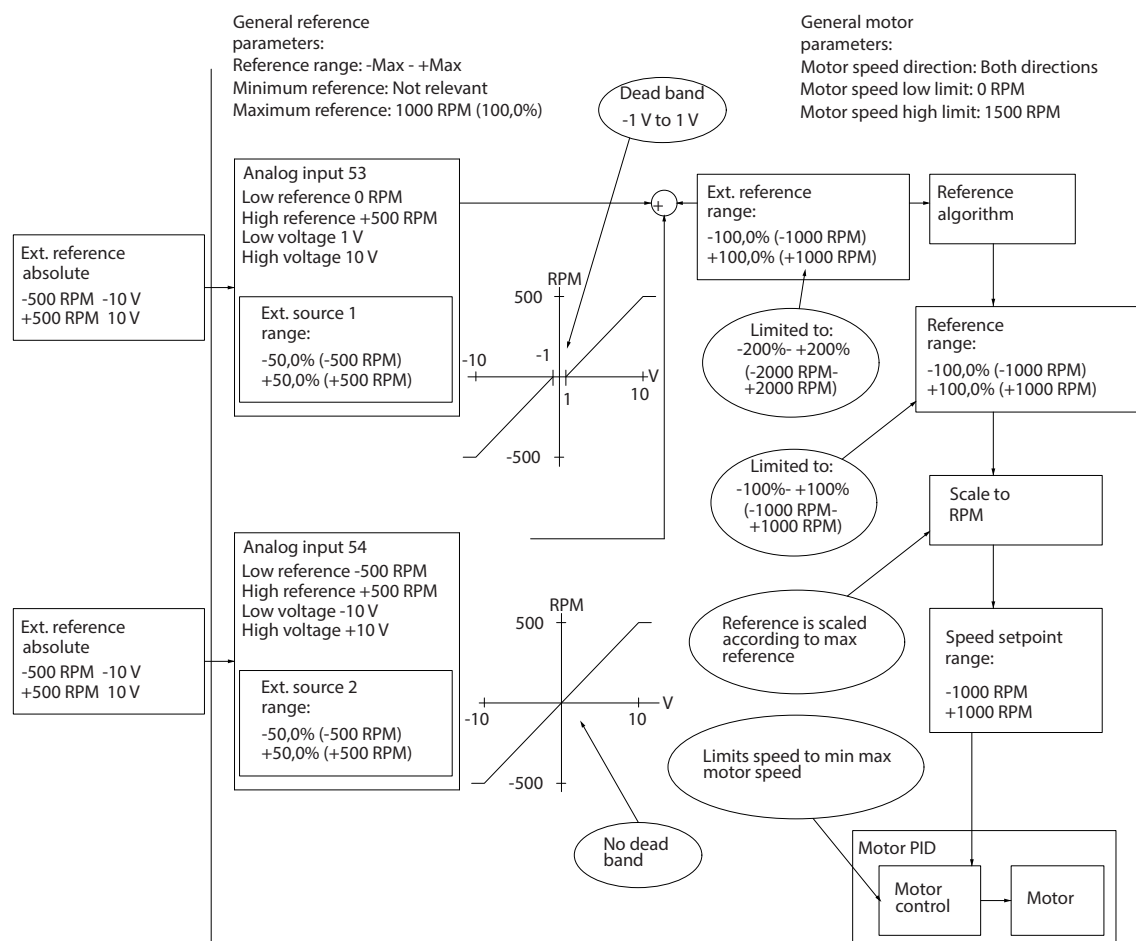 General reference
parameters:
Reference range: -Max - +Max
Minimum reference: Not relevant
Maximum reference: 1000 RPM (100,0%)
General motor
parameters:
Motor speed direction: Both directions
Motor speed low limit: 0 RPM
Motor speed high limit: 1500 RPM
Dead band
-1 V to 1 V
Analog input 53
Low reference 0 RPM
High reference +500 RPM
Low voltage 1 V
High voltage 10 V
Ext. source 1
range:
-50,0% (-500 RPM)
+50,0% (+500 RPM)
Ext. reference
absolute
-500 RPM -10 V
+500 RPM 10 V
+
Ext. reference
range:
-100,0% (-1000 RPM)
+100,0% (+1000 RPM)
Reference
algorithm
RPM
500
-10
-1
V
1
10
-500
Limited to:
-200%- +200%
(-2000 RPM-
+2000 RPM)
Reference
range:
-100,0% (-1000 RPM)
+100,0% (+1000 RPM)
Limited to:
-100%- +100%
(-1000 RPM-
+1000 RPM)
Scale to
RPM
Analog input 54
Low reference -500 RPM
High reference +500 RPM
Low voltage -10 V
High voltage +10 V
Ext. source 2
range:
-50,0% (-500 RPM)
+50,0% (+500 RPM)
Ext. reference
absolute
-500 RPM -10 V
+500 RPM 10 V
RPM
500
V
-10
10
-500
No dead
band
Reference is scaled
according to max
reference
Speed setpoint
range:
-1000 RPM
+1000 RPM
Limits speed to min max
motor speed
Motor PID
Motor
control
Motor